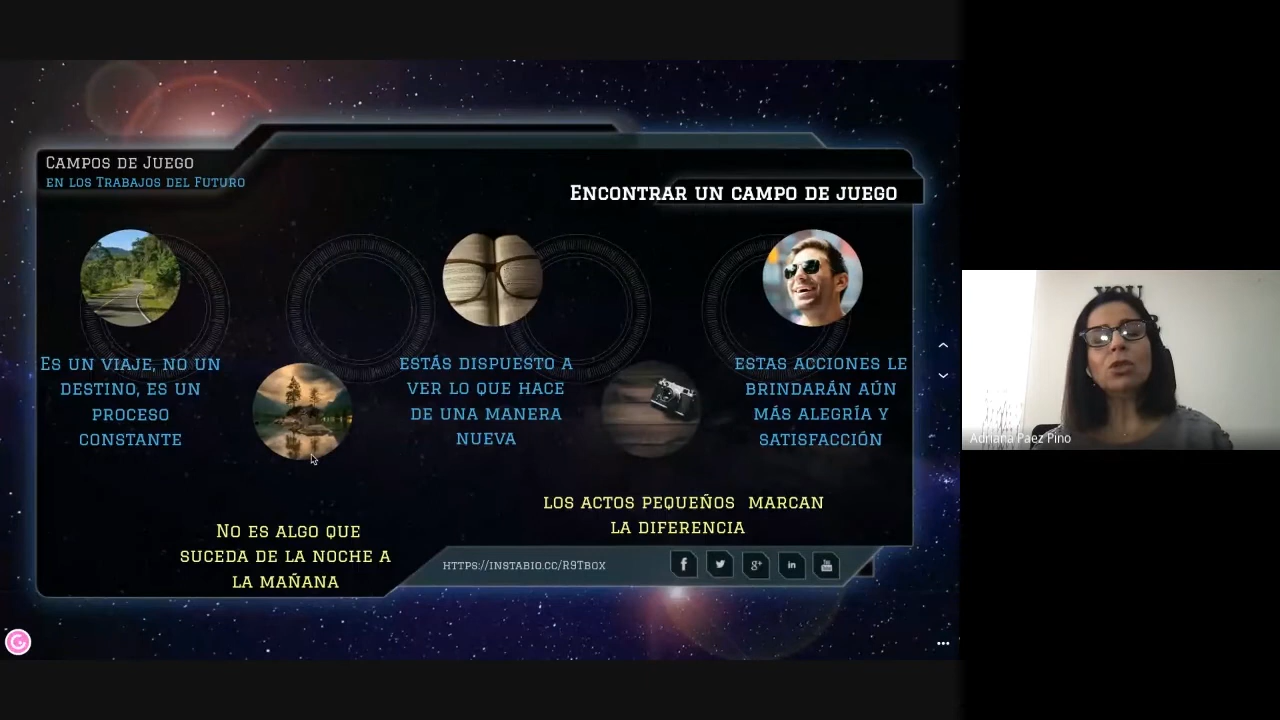 Campos de Juego
en los Trabajos del Futuro
Encontrar un campo de juego
Es un viaje, no un
destino, es un
proceso
constante
No es algo que
suceda de la noche a
la mañana
estás dispuesto a
ver lo que hace
de una manera
nueva
los actos pequeños marcan
la diferencia
estas acciones le
brindarán aún
más alegría y
satisfacción
https://instabio.cc/R9Tbox
f
g+
in
You
YOU
Adriana Paez Pino